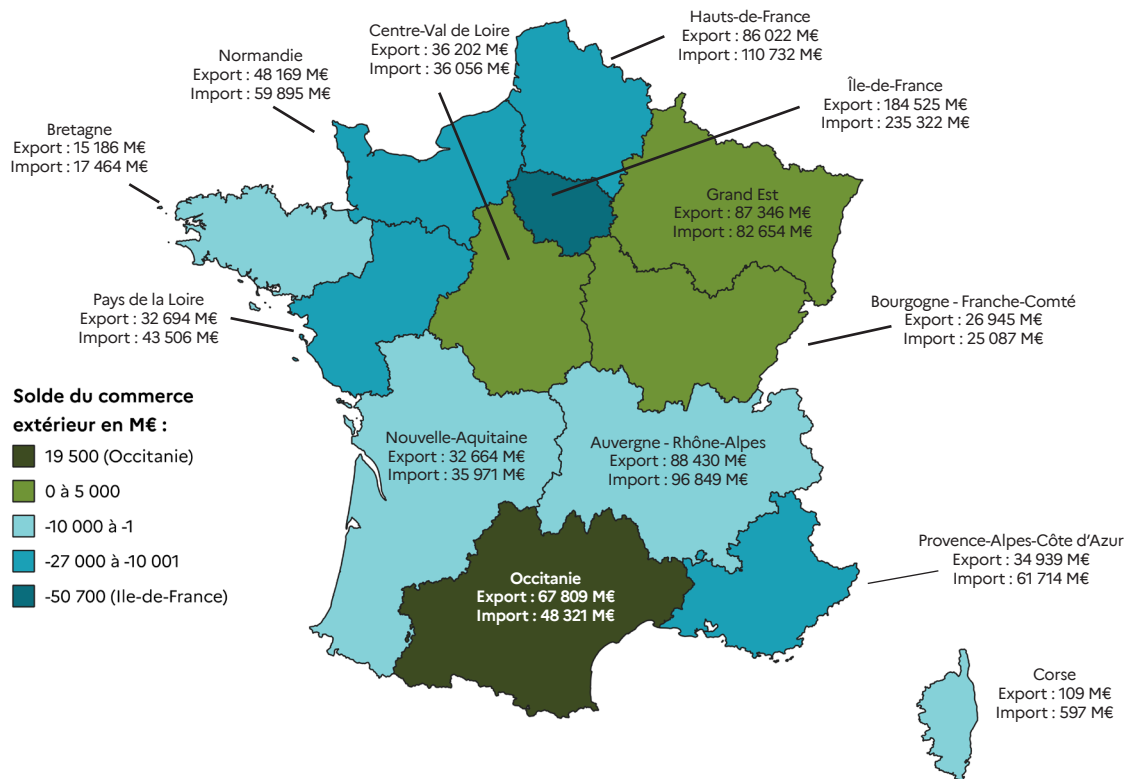 Hauts-de-France
Export : 86 022 M€
Import : 110 732 M€
Centre-Val de Loire
Export : 36 202 M€
Import : 36 056 M€
Normandie
Export : 48 169 M€
Import : 59 895 M€
Île-de-France
Export : 184 525 M€
Import : 235 322 M€
Bretagne
Export : 15 186 M€
Import : 17 464 M€
Grand Est
Export : 87 346 M€
Import : 82 654 M€
Pays de la Loire
Export : 32 694 M€
Import : 43 506 M€
Bourgogne - Franche-Comté
Export : 26 945 M€
Import : 25 087 M€
Solde du commerce
extérieur en M€ :
19 500 (Occitanie)
0 à 5 000
-10 000 à -1
-27 000 à -10 001
-50 700 (Ile-de-France)
Nouvelle-Aquitaine
Export : 32 664 M€
Import : 35 971 M€
Auvergne - Rhône-Alpes
Export : 88 430 M€
Import : 96 849 M€
Provence-Alpes-Côte d'Azur
Export : 34 939 M€
Import : 61 714 M€
Occitanie
Export : 67 809 M€
Import : 48 321 M€
Corse
Export : 109 M€
Import : 597 M€